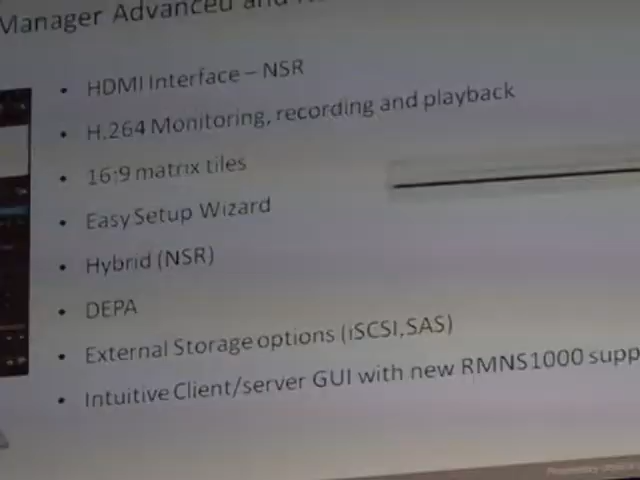 Manager Advanced and
• HDMI Interface – NSR
• H.264 Monitoring, recording and playback
• 16:9 matrix tiles
• Easy Setup Wizard
• Hybrid (NSR)
• DEPA
• External Storage options (iSCSI,SAS)
• Intuitive Client/server GUI with new RMNS1000 supp